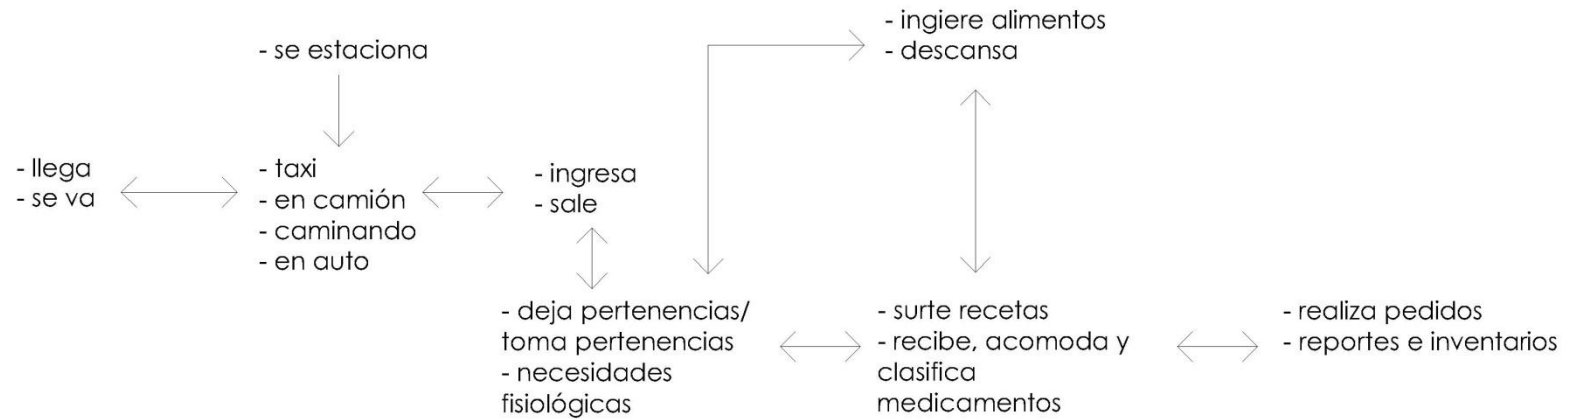 - ingiere alimentos
- descansa
- se estaciona
- llega
- se va
- taxi
- en camión
- caminando
- en auto
- ingresa
- sale
- deja pertenencias/
toma pertenencias
- necesidades
fisiológicas
- surte recetas
- recibe, acomoda y
clasifica
medicamentos
- realiza pedidos
- reportes e inventarios